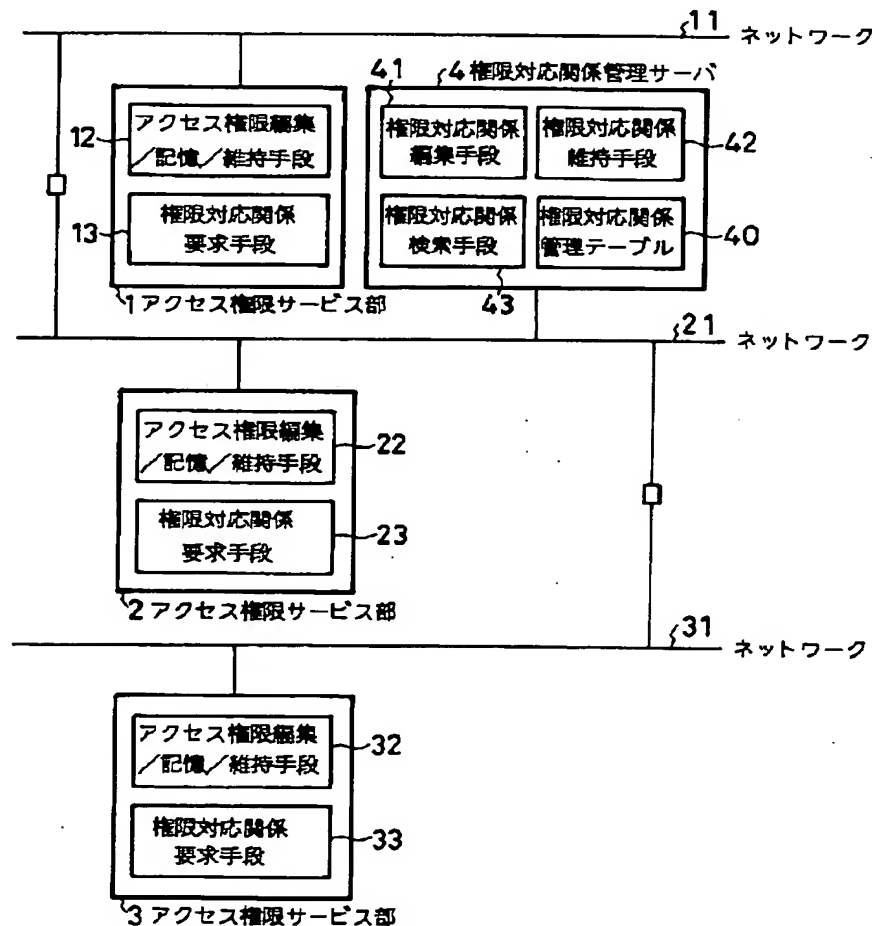 11 ネットワーク
41 4 権限対応関係管理サーバ
12 アクセス権限編集
/記憶/維持手段
13 権限対応関係
要求手段
1 アクセス権限サービス部
権限対応関係
編集手段
権限対応関係
維持手段
42
権限対応関係
検索手段
43
権限対応関係
管理テーブル
40
21 ネットワーク
アクセス権限編集
/記憶/維持手段
22
権限対応関係
要求手段
23
2 アクセス権限サービス部
31 ネットワーク
アクセス権限編集
/記憶/維持手段
32
権限対応関係
要求手段
33
3 アクセス権限サービス部